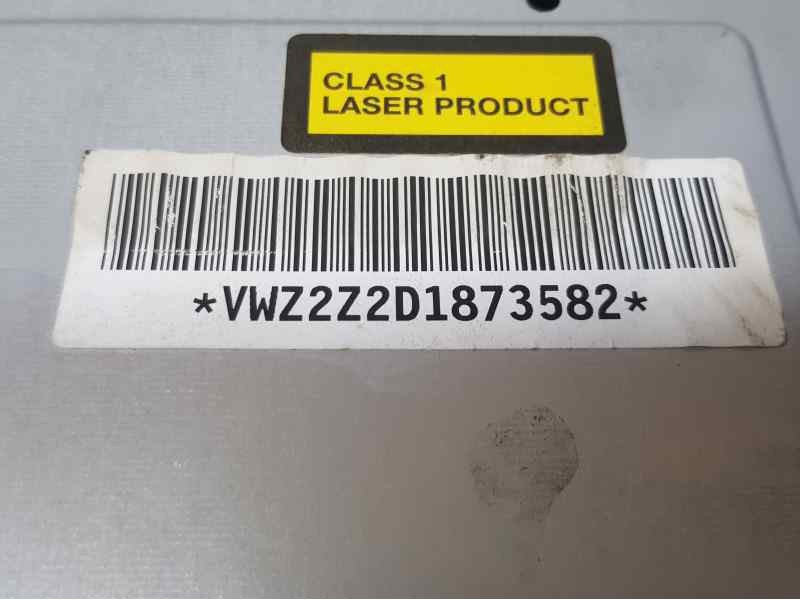 CLASS 1
LASER PRODUCT
*VWZ2Z2D1873582*